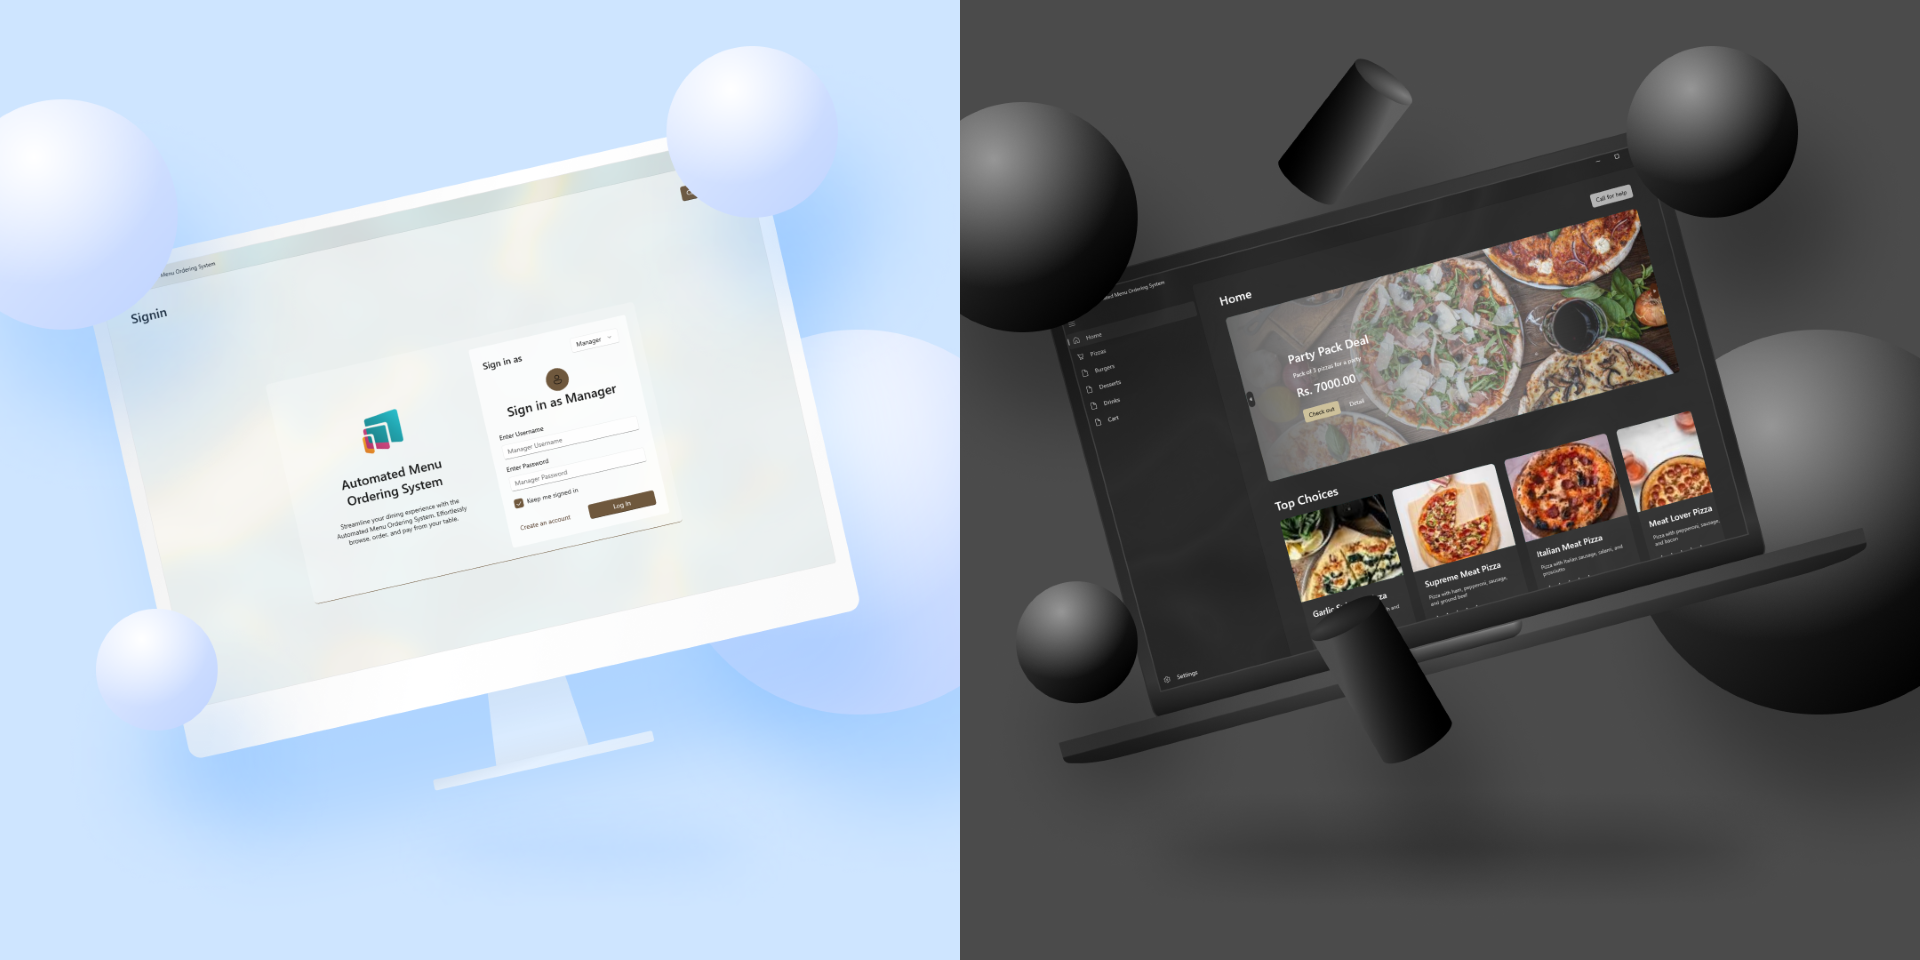 Menu Ordering System
Signin
Automated Menu
Ordering System
Streamline your dining experience with the
Automated Menu Ordering System. Effortlessly
browse, order, and pay from your table.
Sign in as
Manager
Sign in as Manager
Enter Username
Manager Username
Enter Password
Manager Password
Keep me signed in
Create an account
Log In
Menu Ordering System
Call for help
Home
Pizzas
Burgers
Desserts
Drinks
Cart
Settings
Home
Party Pack Deal
Pack of 3 pizzas for a party
Rs. 7000.00
Check out
Detail
Top Choices
Garlic
Supreme Meat Pizza
Pizza with ham, pepperoni, sausage,
and ground beef
Italian Meat Pizza
Pizza with Italian sausage, salami, and
prosciutto
Meat Lover Pizza
Pizza with pepperoni, sausage,
and bacon